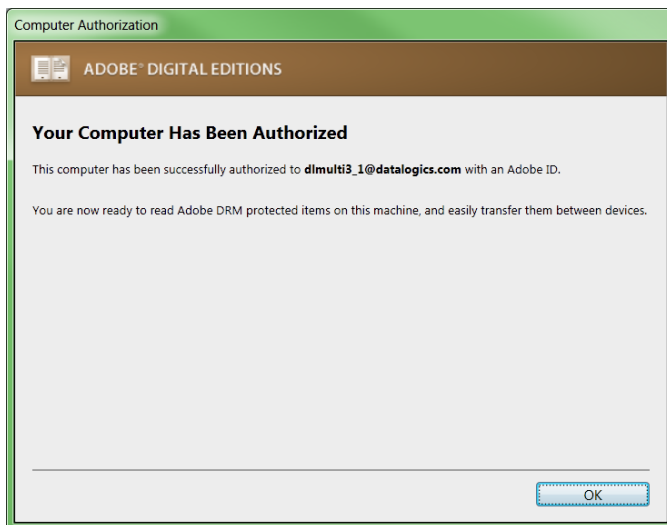 Computer Authorization
ADOBE® DIGITAL EDITIONS
Your Computer Has Been Authorized
This computer has been successfully authorized to dlmulti3_1@datalogics.com with an Adobe ID.
You are now ready to read Adobe DRM protected items on this machine, and easily transfer them between devices.
OK